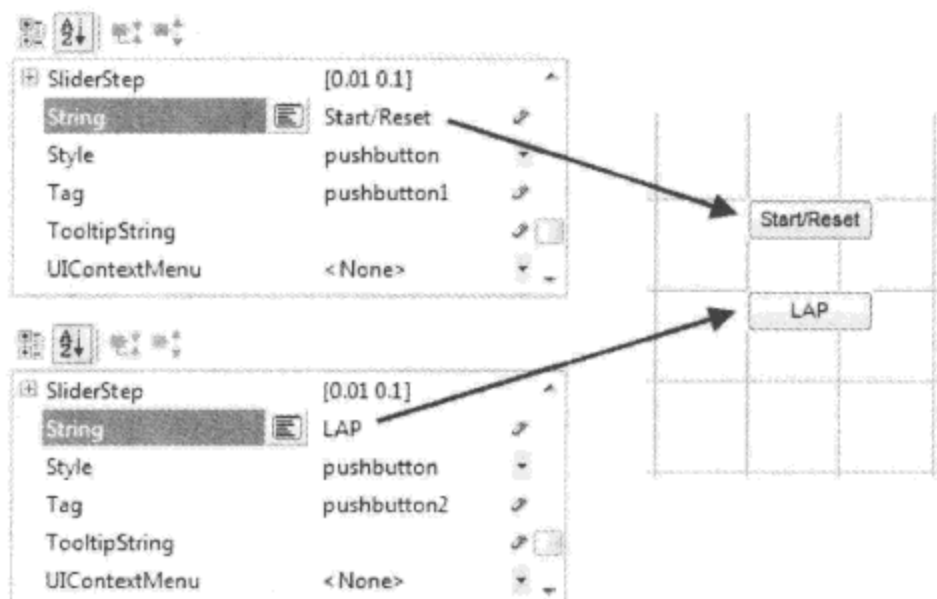 SliderStep [0.01 0.1]
String Start/Reset
Style pushbutton
Tag pushbutton1
TooltipString
UIContextMenu <None>
Start/Reset
LAP
SliderStep [0.01 0.1]
String LAP
Style pushbutton
Tag pushbutton2
TooltipString
UIContextMenu <None>